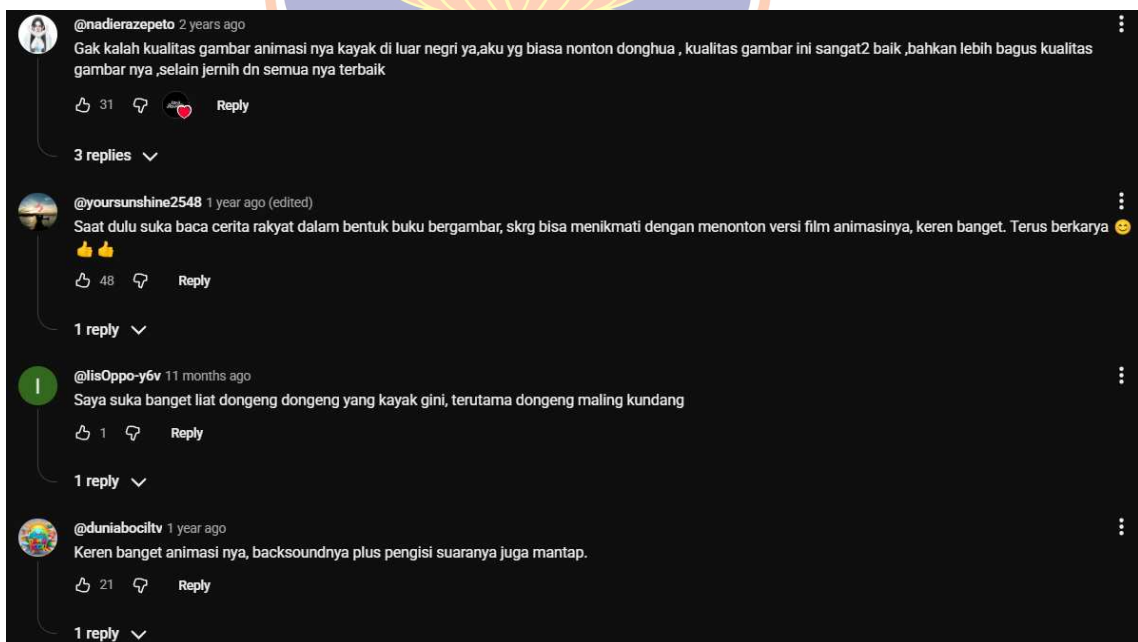 @nadierazepeto 2 years ago
Gak kalah kualitas gambar animasi nya kayak di luar negri ya,aku yg biasa nonton donghua , kualitas gambar ini sangat2 baik ,bahkan lebih bagus kualitas
gambar nya ,selain jernih dn semua nya terbaik
31 Reply
3 replies
@yoursunshine2548 1 year ago (edited)
Saat dulu suka baca cerita rakyat dalam bentuk buku bergambar, skrg bisa menikmati dengan menonton versi film animasinya, keren banget. Terus berkarya 😊
👍👍
48 Reply
1 reply
I
@lisOppo-y6v 11 months ago
Saya suka banget liat dongeng dongeng yang kayak gini, terutama dongeng maling kundang
1 Reply
1 reply
@duniabociltv 1 year ago
Keren banget animasi nya, backsoundnya plus pengisi suaranya juga mantap.
21 Reply
1 reply